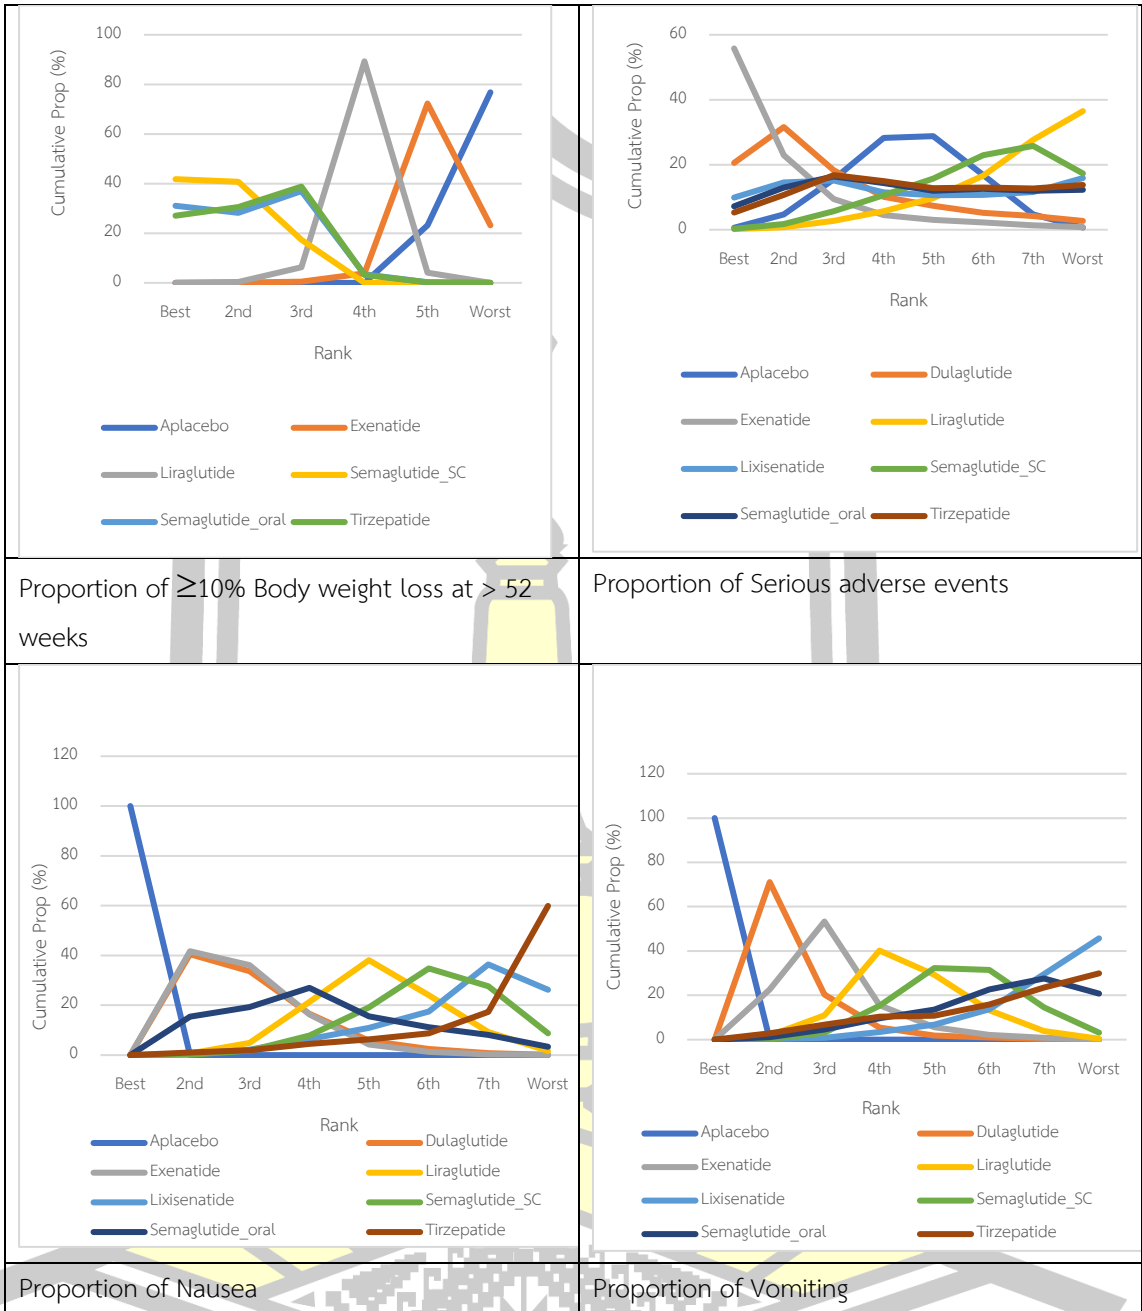 100
80
60
40
20
0
Cumulative Prop (%)
Best 2nd 3rd 4th 5th Worst
Rank
Aplacebo Exenatide
Liraglutide Semaglutide_SC
Semaglutide_oral Tirzepatide
Proportion of ≥10% Body weight loss at > 52
weeks
60
40
20
0
Cumulative Prop (%)
Best 2nd 3rd 4th 5th 6th 7th Worst
Rank
Aplacebo Dulaglutide
Exenatide Liraglutide
Lixisenatide Semaglutide_SC
Semaglutide_oral Tirzepatide
Proportion of Serious adverse events
120
100
80
60
40
20
0
Cumulative Prop (%)
Best 2nd 3rd 4th 5th 6th 7th Worst
Rank
Aplacebo Dulaglutide
Exenatide Liraglutide
Lixisenatide Semaglutide_SC
Semaglutide_oral Tirzepatide
Proportion of Nausea
120
100
80
60
40
20
0
Cumulative Prop (%)
Best 2nd 3rd 4th 5th 6th 7th Worst
Rank
Aplacebo Dulaglutide
Exenatide Liraglutide
Lixisenatide Semaglutide_SC
Semaglutide_oral Tirzepatide
Proportion of Vomiting